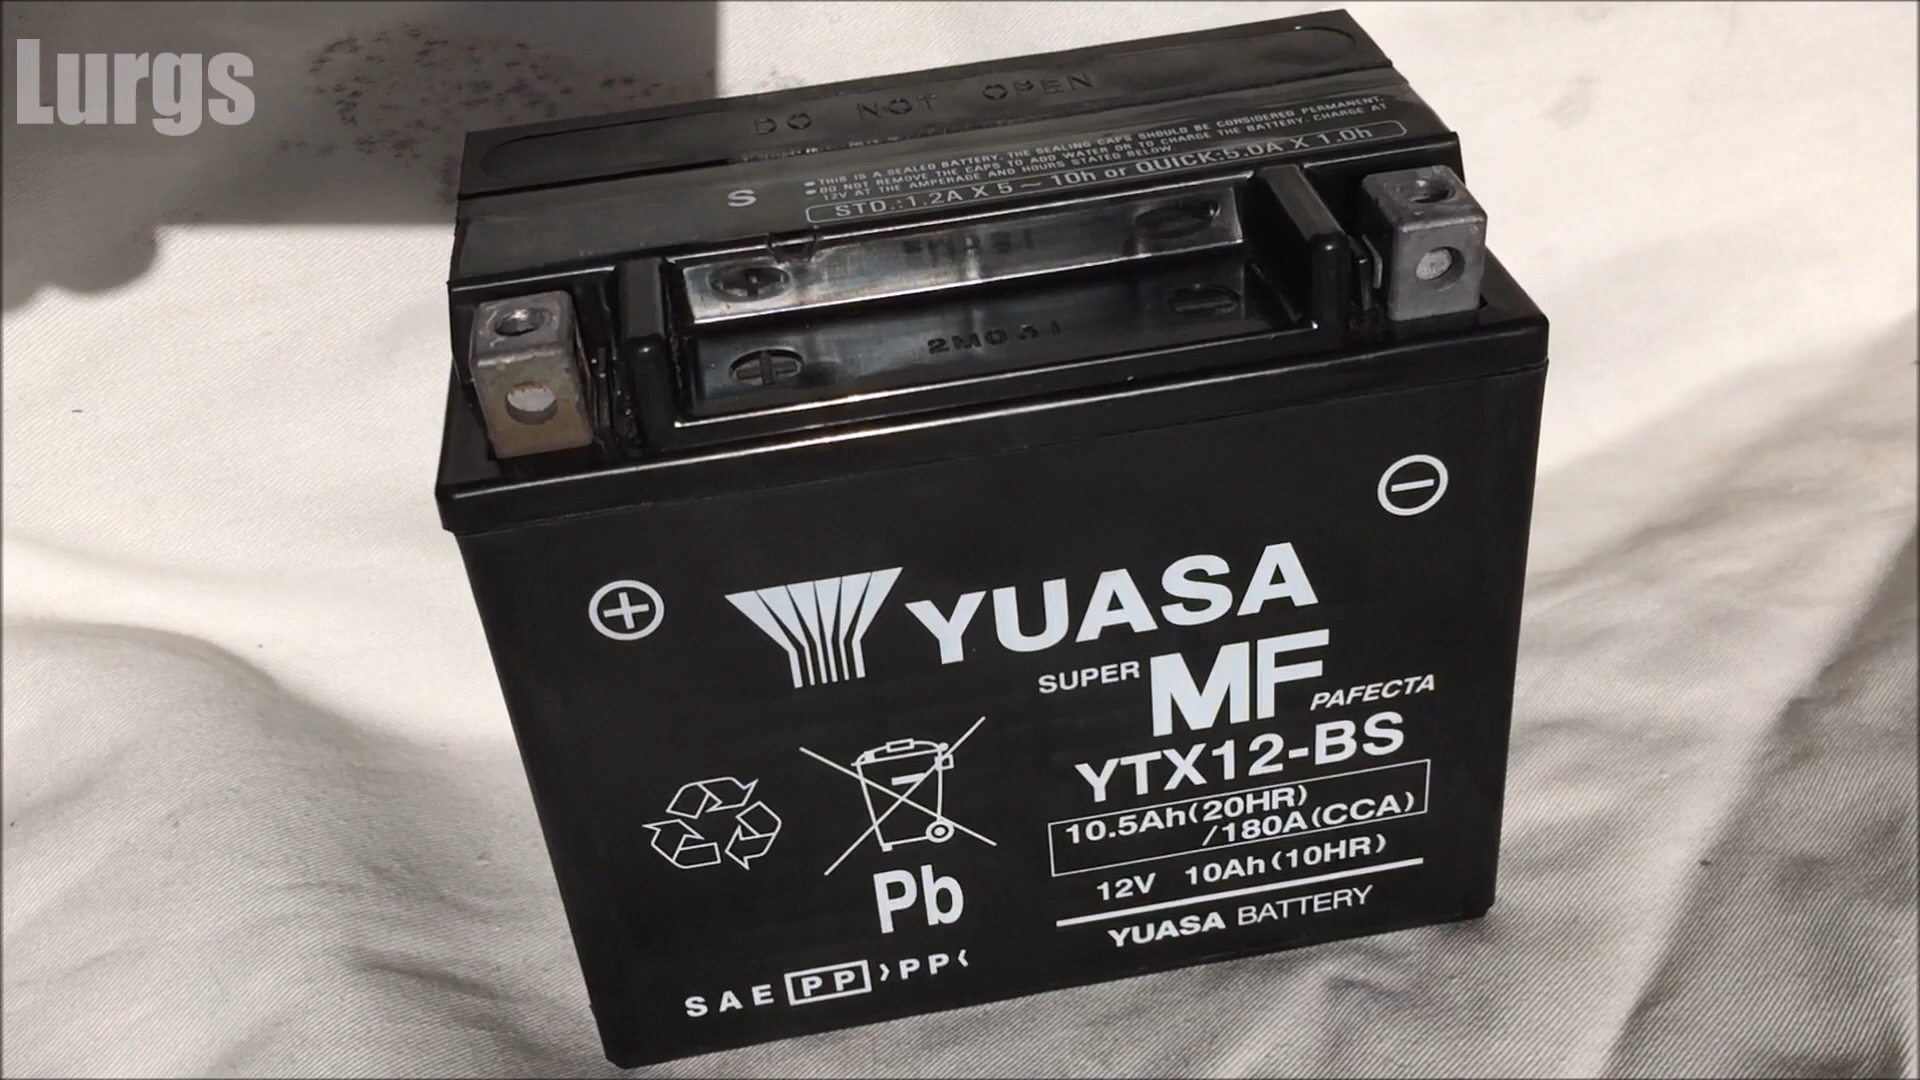 Lurgs
DO NOT OPEN
THIS IS A SEALED BATTERY. THE SEALING CAPS SHOULD BE CONSIDERED PERMANENT.
DO NOT REMOVE THE CAPS TO ADD WATER OR TO CHARGE THE BATTERY. CHARGE AT
12V AT THE AMPERAGE AND HOURS STATED BELOW
S
STD.:1.2A X 5 ~ 10h or QUICK:5.0A X 1.0h
+ −
+ −
YUASA
SUPER MF PAFECTA
YTX12-BS
10.5Ah(20HR)
/180A(CCA)
12V 10Ah(10HR)
YUASA BATTERY
Pb
SAE PP >PP<